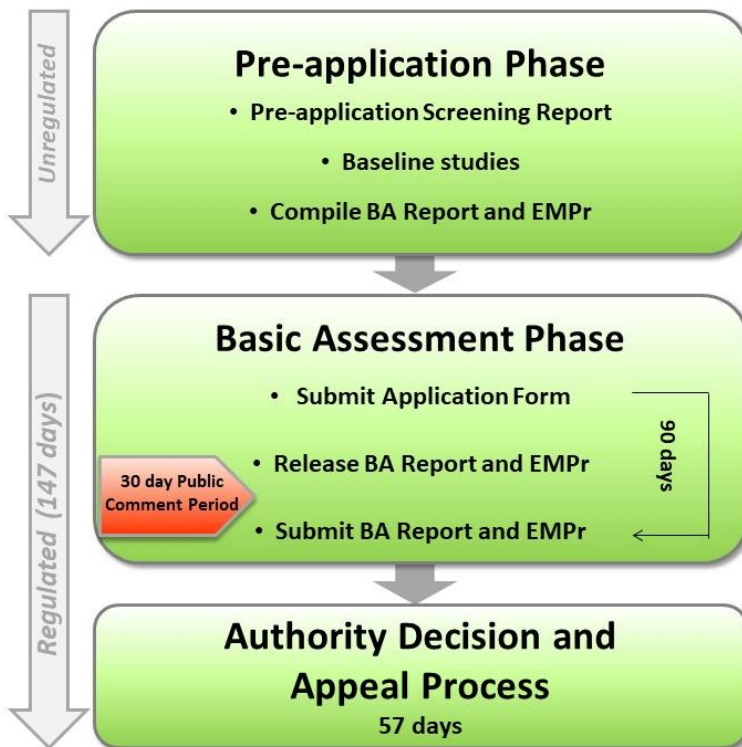 Unregulated
Pre-application Phase
• Pre-application Screening Report
• Baseline studies
• Compile BA Report and EMPr
Regulated (147 days)
Basic Assessment Phase
• Submit Application Form
90 days
30 day Public
Comment Period
• Release BA Report and EMPr
• Submit BA Report and EMPr
Authority Decision and
Appeal Process
57 days